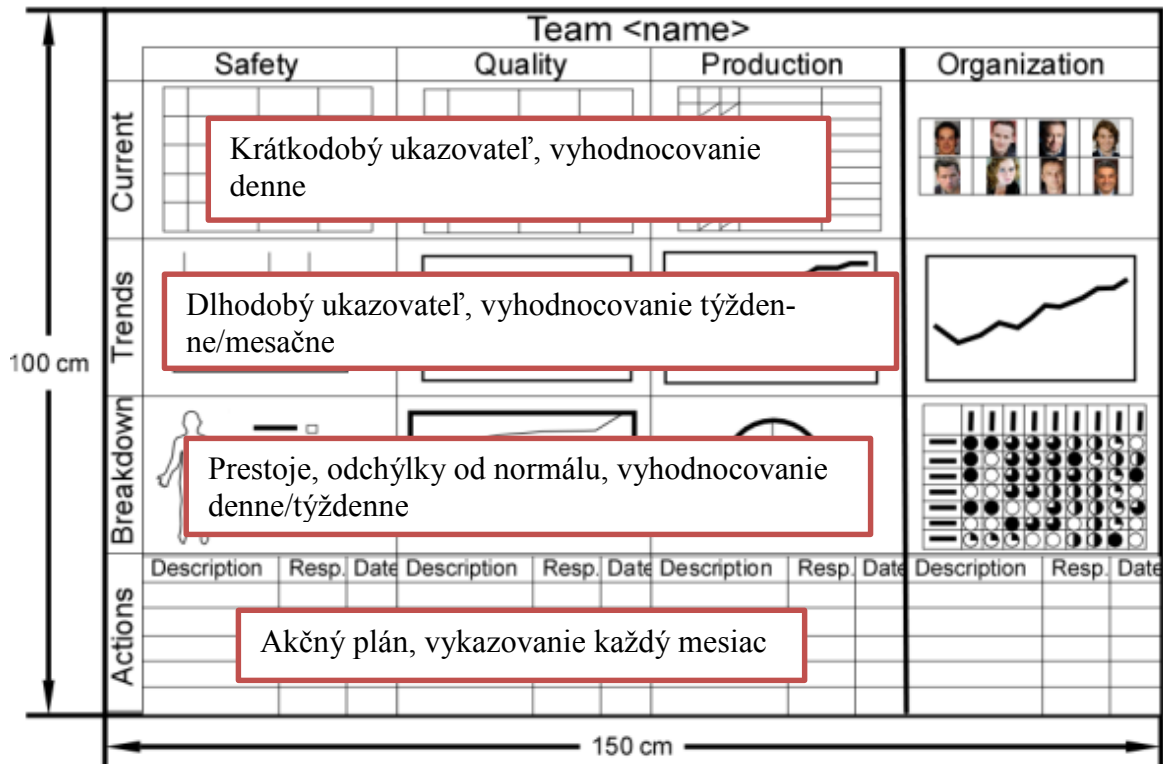 Team <name>
Safety
Quality
Production
Organization
Current
Krátkodobý ukazovateľ, vyhodnocovanie
denne
Trends
Dlhodobý ukazovateľ, vyhodnocovanie týžden-
ne/mesačne
100 cm
Breakdown
Prestoje, odchýlky od normálu, vyhodnocovanie
denne/týždenne
Actions
Description Resp. Date Description Resp. Date Description Resp. Date Description Resp. Date
Akčný plán, vykazovanie každý mesiac
150 cm